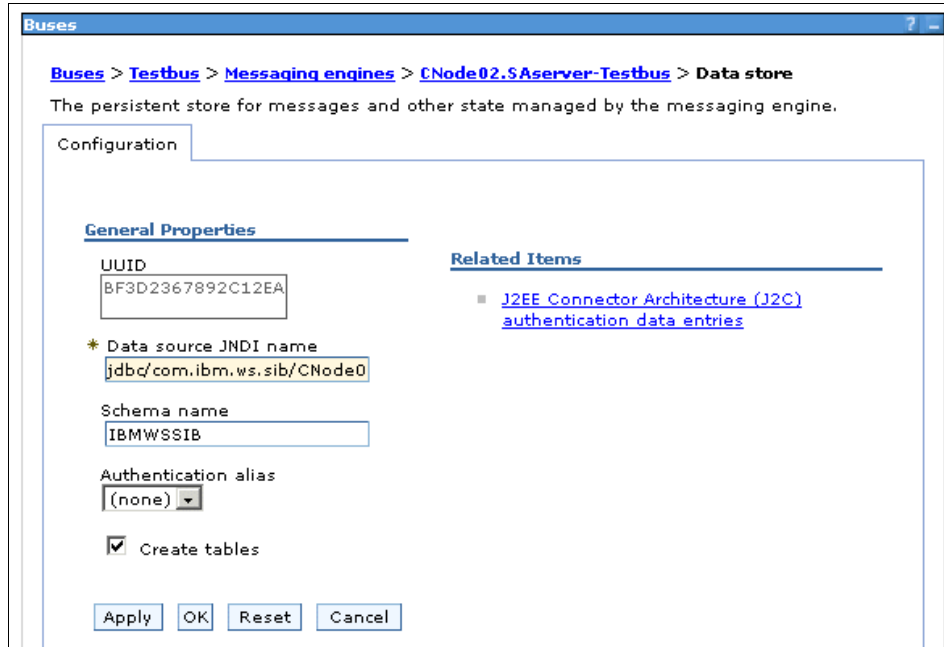 Buses
? –
Buses > Testbus > Messaging engines > CNode02.SAserver-Testbus > Data store
The persistent store for messages and other state managed by the messaging engine.
Configuration
General Properties
UUID
BF3D2367892C12EA
* Data source JNDI name
jdbc/com.ibm.ws.sib/CNode0
Schema name
IBMWSSIB
Authentication alias
(none)
Create tables
Related Items
J2EE Connector Architecture (J2C)
authentication data entries
Apply OK Reset Cancel